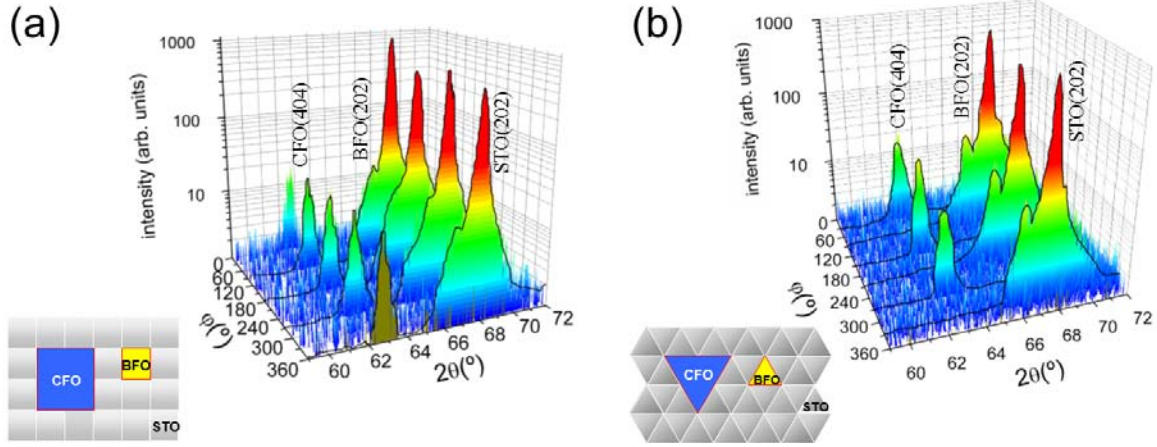 (a)
1000
100
10
intensity (arb. units)
CFO(404)
BFO(202)
STO(202)
0
60
120
180
240
300
360
φ(º)
60
62
64
66
68
70
72
2θ(º)
CFO
BFO
STO
(b)
1000
100
10
intensity (arb. units)
CFO(404)
BFO(202)
STO(202)
0
60
120
180
240
300
360
φ(º)
60
62
64
66
68
70
72
2θ(º)
CFO
BFO
STO